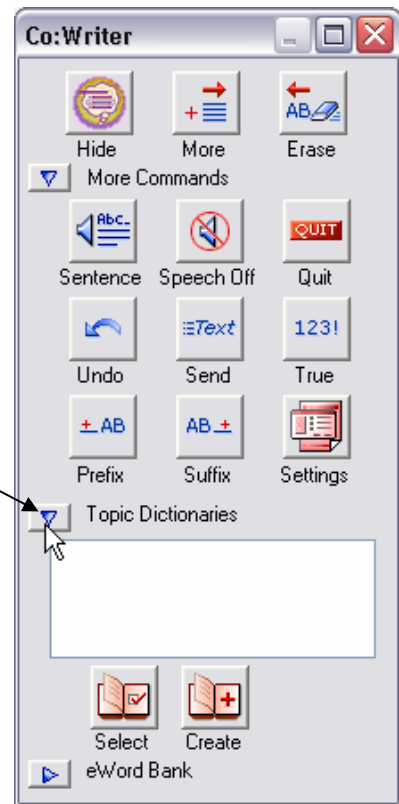 Co:Writer
AB
Hide More Erase
More Commands
Abc
QUIT
Sentence Speech Off Quit
Text 123!
Undo Send True
AB AB
Prefix Suffix Settings
Topic Dictionaries
Select Create
eWord Bank